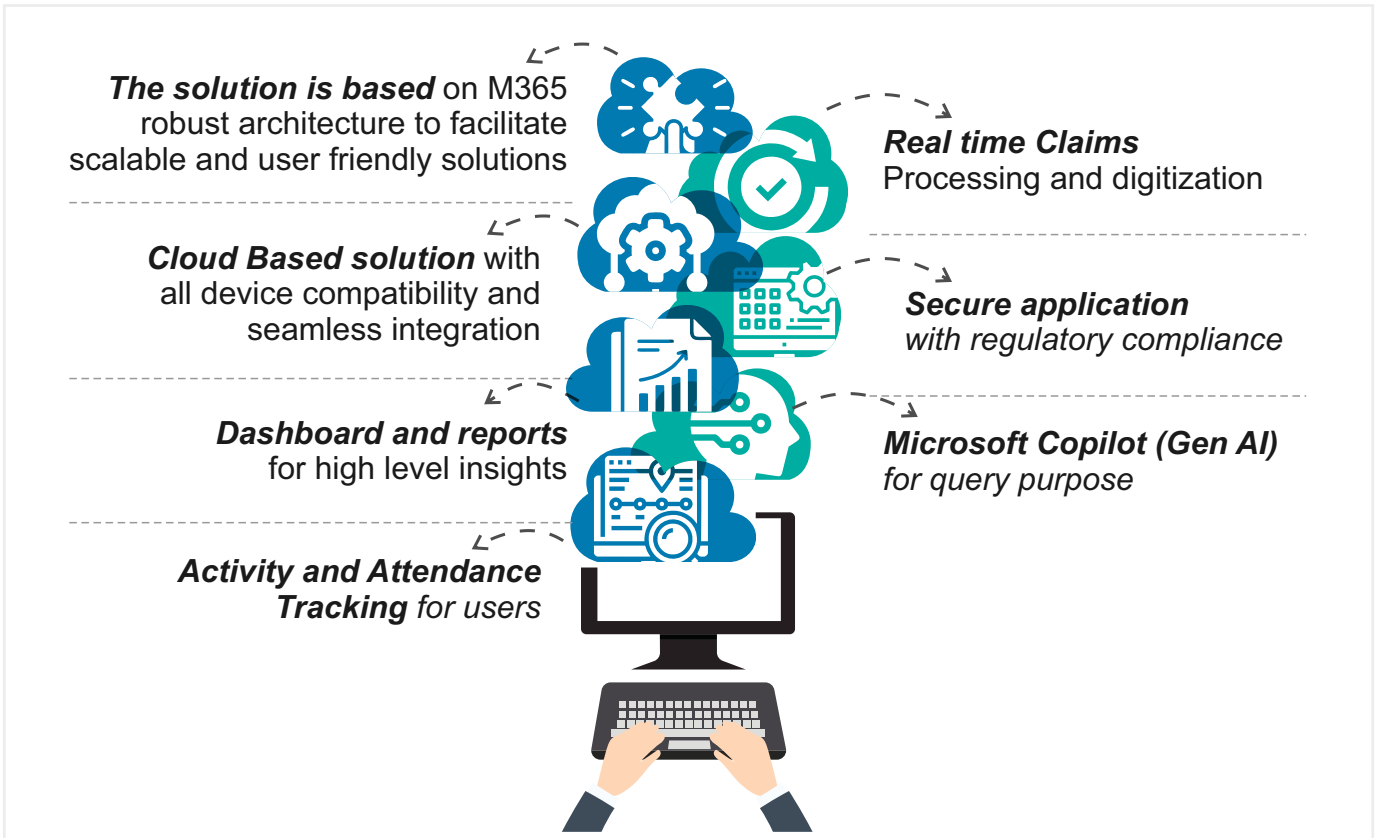 The solution is based on M365
robust architecture to facilitate
scalable and user friendly solutions
Real time Claims
Processing and digitization
Cloud Based solution with
all device compatibility and
seamless integration
Secure application
with regulatory compliance
Dashboard and reports
for high level insights
Microsoft Copilot (Gen AI)
for query purpose
Activity and Attendance
Tracking for users